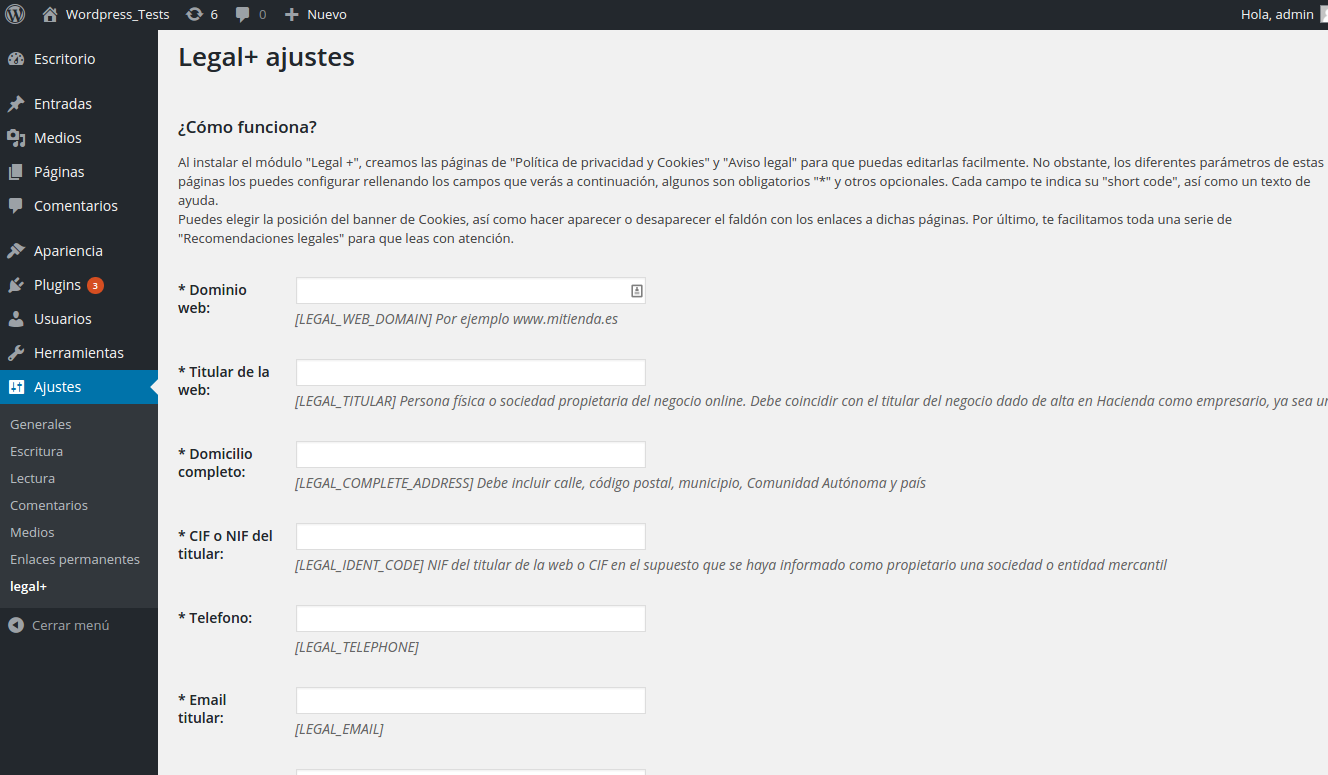 Wordpress_Tests 6 0 Nuevo Hola, admin
Escritorio
Entradas
Medios
Páginas
Comentarios
Apariencia
Plugins 3
Usuarios
Herramientas
Ajustes
Generales
Escritura
Lectura
Comentarios
Medios
Enlaces permanentes
legal+
Cerrar menú
Legal+ ajustes
¿Cómo funciona?
Al instalar el módulo "Legal +", creamos las páginas de "Política de privacidad y Cookies" y "Aviso legal" para que puedas editarlas facilmente. No obstante, los diferentes parámetros de estas
páginas los puedes configurar rellenando los campos que verás a continuación, algunos son obligatorios "*" y otros opcionales. Cada campo te indica su "short code", así como un texto de
ayuda.
Puedes elegir la posición del banner de Cookies, así como hacer aparecer o desaparecer el faldón con los enlaces a dichas páginas. Por último, te facilitamos toda una serie de
"Recomendaciones legales" para que leas con atención.
* Dominio
web:
[LEGAL_WEB_DOMAIN] Por ejemplo www.mitienda.es
* Titular de la
web:
[LEGAL_TITULAR] Persona física o sociedad propietaria del negocio online. Debe coincidir con el titular del negocio dado de alta en Hacienda como empresario, ya sea
* Domicilio
completo:
[LEGAL_COMPLETE_ADDRESS] Debe incluir calle, código postal, municipio, Comunidad Autónoma y país
* CIF o NIF del
titular:
[LEGAL_IDENT_CODE] NIF del titular de la web o CIF en el supuesto que se haya informado como propietario una sociedad o entidad mercantil
* Telefono:
[LEGAL_TELEPHONE]
* Email
titular:
[LEGAL_EMAIL]